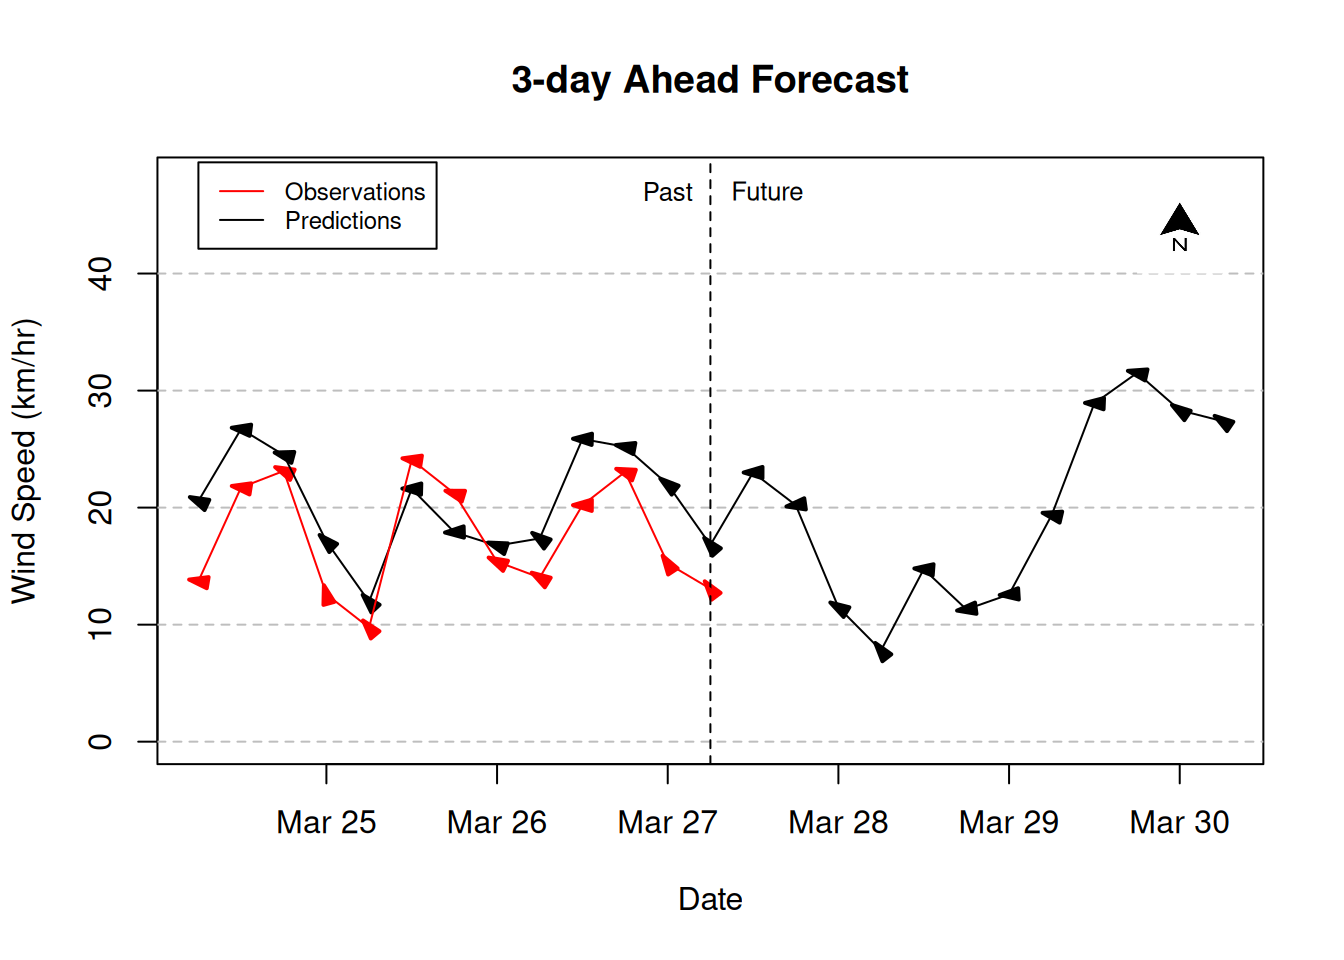 3-day Ahead Forecast
Observations
Predictions
Past
Future
N
Wind Speed (km/hr)
40
30
20
10
0
Mar 25
Mar 26
Mar 27
Mar 28
Mar 29
Mar 30
Date